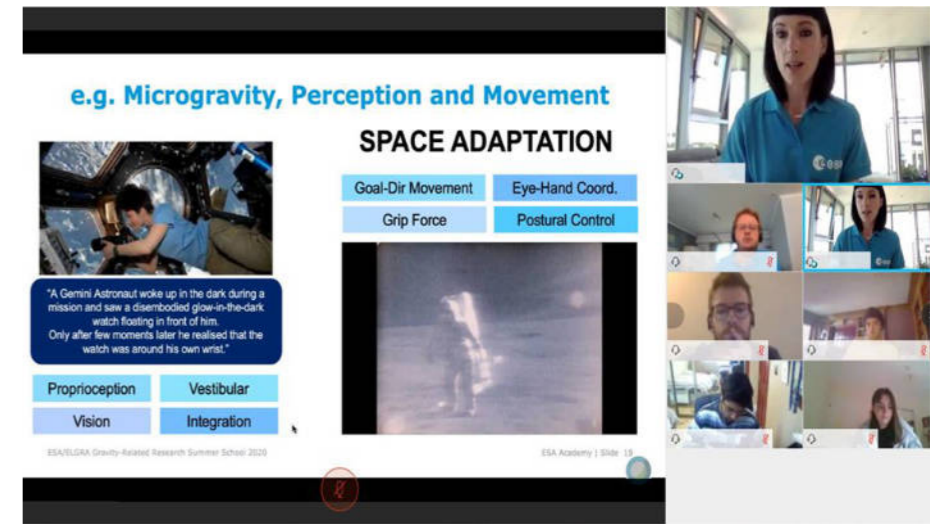 e.g. Microgravity, Perception and Movement
SPACE ADAPTATION
Goal-Dir Movement
Eye-Hand Coord.
Grip Force
Postural Control
"A Gemini Astronaut woke up in the dark during a
mission and saw a disembodied glow-in-the-dark
watch floating in front of him.
Only after few moments later he realised that the
watch was around his own wrist."
Proprioception
Vestibular
Vision
Integration
ESA/ELGRA Gravity-Related Research Summer School 2020
ESA Academy | Slide 15
esa